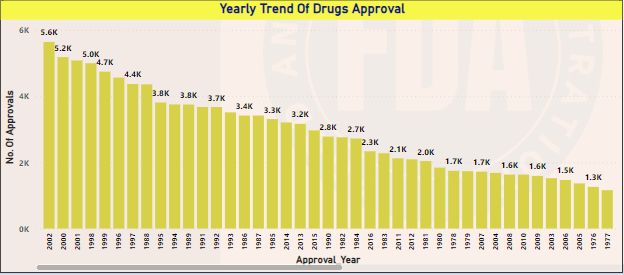 Yearly Trend Of Drugs Approval
No. Of Approvals
6K
4K
2K
0K
5.6K 5.2K 5.0K 4.7K 4.4K 3.8K 3.8K 3.7K 3.4K 3.3K 3.2K 2.8K 2.7K 2.3K 2.1K 2.0K 1.7K 1.7K 1.6K 1.6K 1.5K 1.3K
2002 2000 2001 1998 1999 1996 1997 1988 1995 1994 1989 1991 1992 1993 1986 1987 1985 2014 2013 2015 1990 1982 1984 2016 1983 2011 2012 1981 1980 1978 1979 2007 2004 2008 2010 2009 2003 2006 2005 1976 1977
Approval_Year
FDA